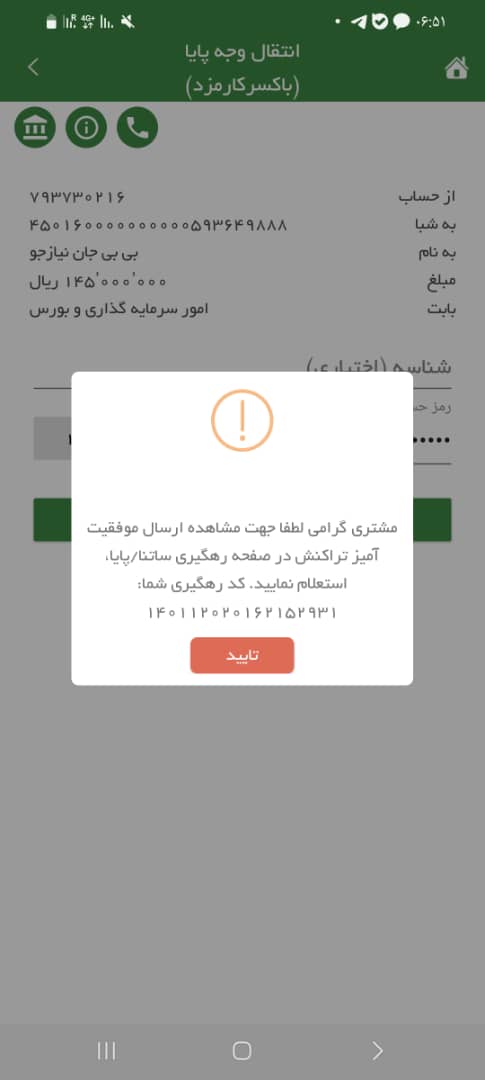 ۰۶:۵۱
انتقال وجه پایا
(باکسرکارمزد)
از حساب ۷۹۳۷۳۰۲۱۶
به شبا ۴۵۰۱۶۰۰۰۰۰۰۰۰۰۰۵۹۳۶۴۹۸۸۸
به نام بی بی جان نیازجو
مبلغ ۱۴۵٬۰۰۰٬۰۰۰ ریال
بابت امور سرمایه گذاری و بورس
شناسه (اختیاری)
رمز
مشتری گرامی لطفا جهت مشاهده ارسال موفقیت
آمیز تراکنش در صفحه رهگیری ساتنا/پایا،
استعلام نمایید. کد رهگیری شما:
۱۴۰۱۱۲۰۲۰۱۶۲۱۵۲۹۳۱
تایید